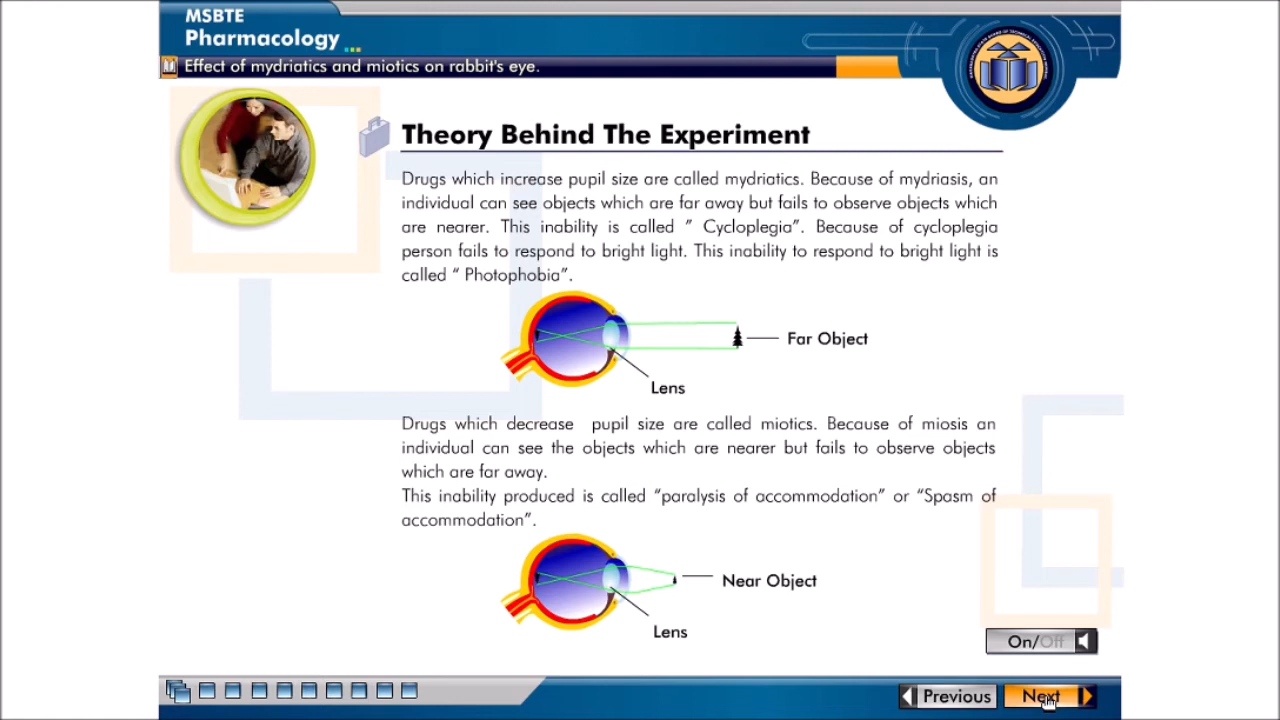 MSBTE
Pharmacology
Effect of mydriatics and miotics on rabbit's eye.
Theory Behind The Experiment
Drugs which increase pupil size are called mydriatics. Because of mydriasis, an
individual can see objects which are far away but fails to observe objects which
are nearer. This inability is called ” Cycloplegia”. Because of cycloplegia
person fails to respond to bright light. This inability to respond to bright light is
called “ Photophobia”.
Far Object
Lens
Drugs which decrease pupil size are called miotics. Because of miosis an
individual can see the objects which are nearer but fails to observe objects
which are far away.
This inability produced is called “paralysis of accommodation” or “Spasm of
accommodation”.
Near Object
Lens
On/Off
Previous
Next